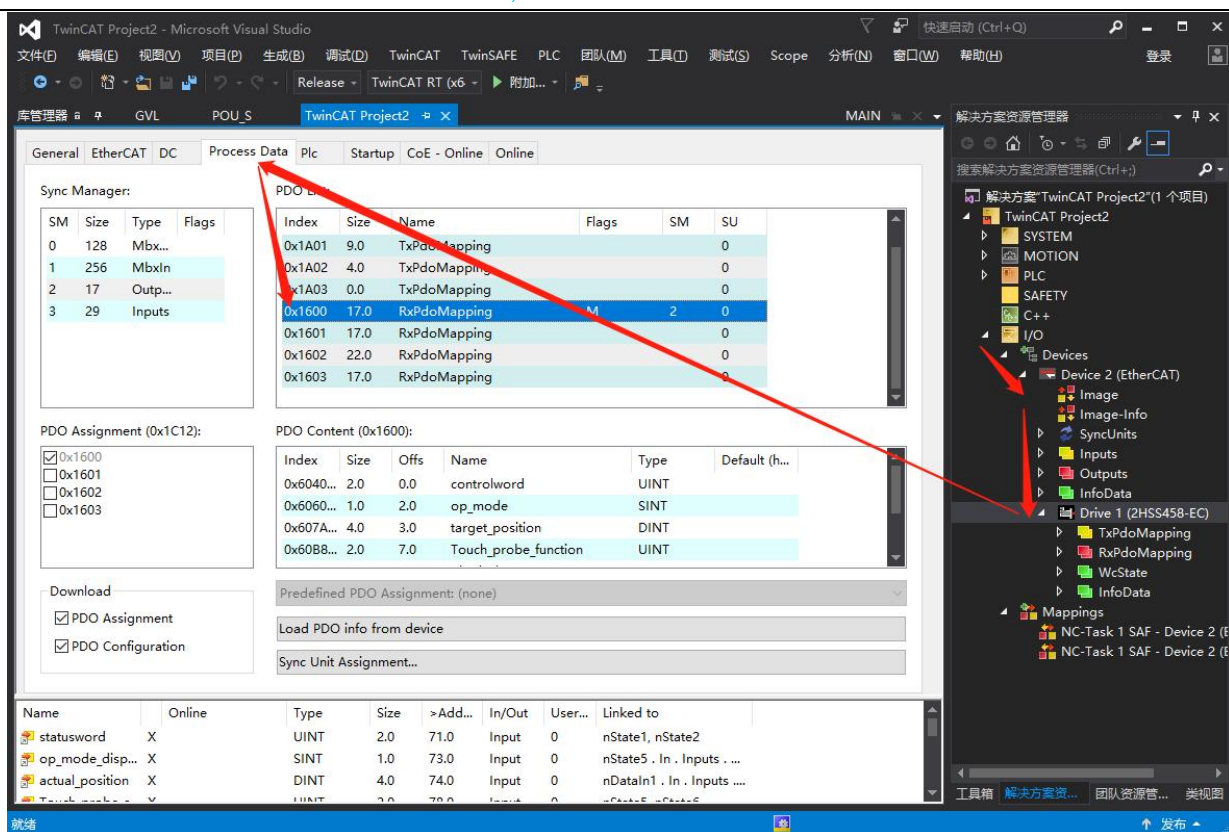 TwinCAT Project2 - Microsoft Visual Studio 快速启动 (Ctrl+Q)
文件(F) 编辑(E) 视图(V) 项目(P) 生成(B) 调试(D) TwinCAT TwinSAFE PLC 团队(M) 工具(T) 测试(S) Scope 分析(N) 窗口(W) 帮助(H) 登录
Release TwinCAT RT (x6 附加...
库管理器 GVL POU_S TwinCAT Project2 MAIN
General EtherCAT DC Process Data Plc Startup CoE - Online Online
Sync Manager: PDO List:
SM Size Type Flags
0 128 Mbx...
1 256 MbxIn
2 17 Outp...
3 29 Inputs
Index Size Name Flags SM SU
0x1A01 9.0 TxPdoMapping 0
0x1A02 4.0 TxPdoMapping 0
0x1A03 0.0 TxPdoMapping 0
0x1600 17.0 RxPdoMapping M 2 0
0x1601 17.0 RxPdoMapping 0
0x1602 22.0 RxPdoMapping 0
0x1603 17.0 RxPdoMapping 0
PDO Assignment (0x1C12):
0x1600
0x1601
0x1602
0x1603
PDO Content (0x1600):
Index Size Offs Name Type Default (h...
0x6040... 2.0 0.0 controlword UINT
0x6060... 1.0 2.0 op_mode SINT
0x607A... 4.0 3.0 target_position DINT
0x60B8... 2.0 7.0 Touch_probe_function UINT
Download
PDO Assignment
PDO Configuration
Predefined PDO Assignment: (none)
Load PDO info from device
Sync Unit Assignment...
Name Online Type Size >Add... In/Out User... Linked to
statusword X UINT 2.0 71.0 Input 0 nState1, nState2
op_mode_disp... X SINT 1.0 73.0 Input 0 nState5 . In . Inputs . ...
actual_position X DINT 4.0 74.0 Input 0 nDataIn1 . In . Inputs ....
解决方案资源管理器
搜索解决方案资源管理器(Ctrl+;)
解决方案"TwinCAT Project2"(1 个项目)
TwinCAT Project2
SYSTEM
MOTION
PLC
SAFETY
C++
I/O
Devices
Device 2 (EtherCAT)
Image
Image-Info
SyncUnits
Inputs
Outputs
InfoData
Drive 1 (2HSS458-EC)
TxPdoMapping
RxPdoMapping
WcState
InfoData
Mappings
NC-Task 1 SAF - Device 2 (E
NC-Task 1 SAF - Device 2 (E
工具箱 解决方案资... 团队资源管... 类视图
就绪 发布